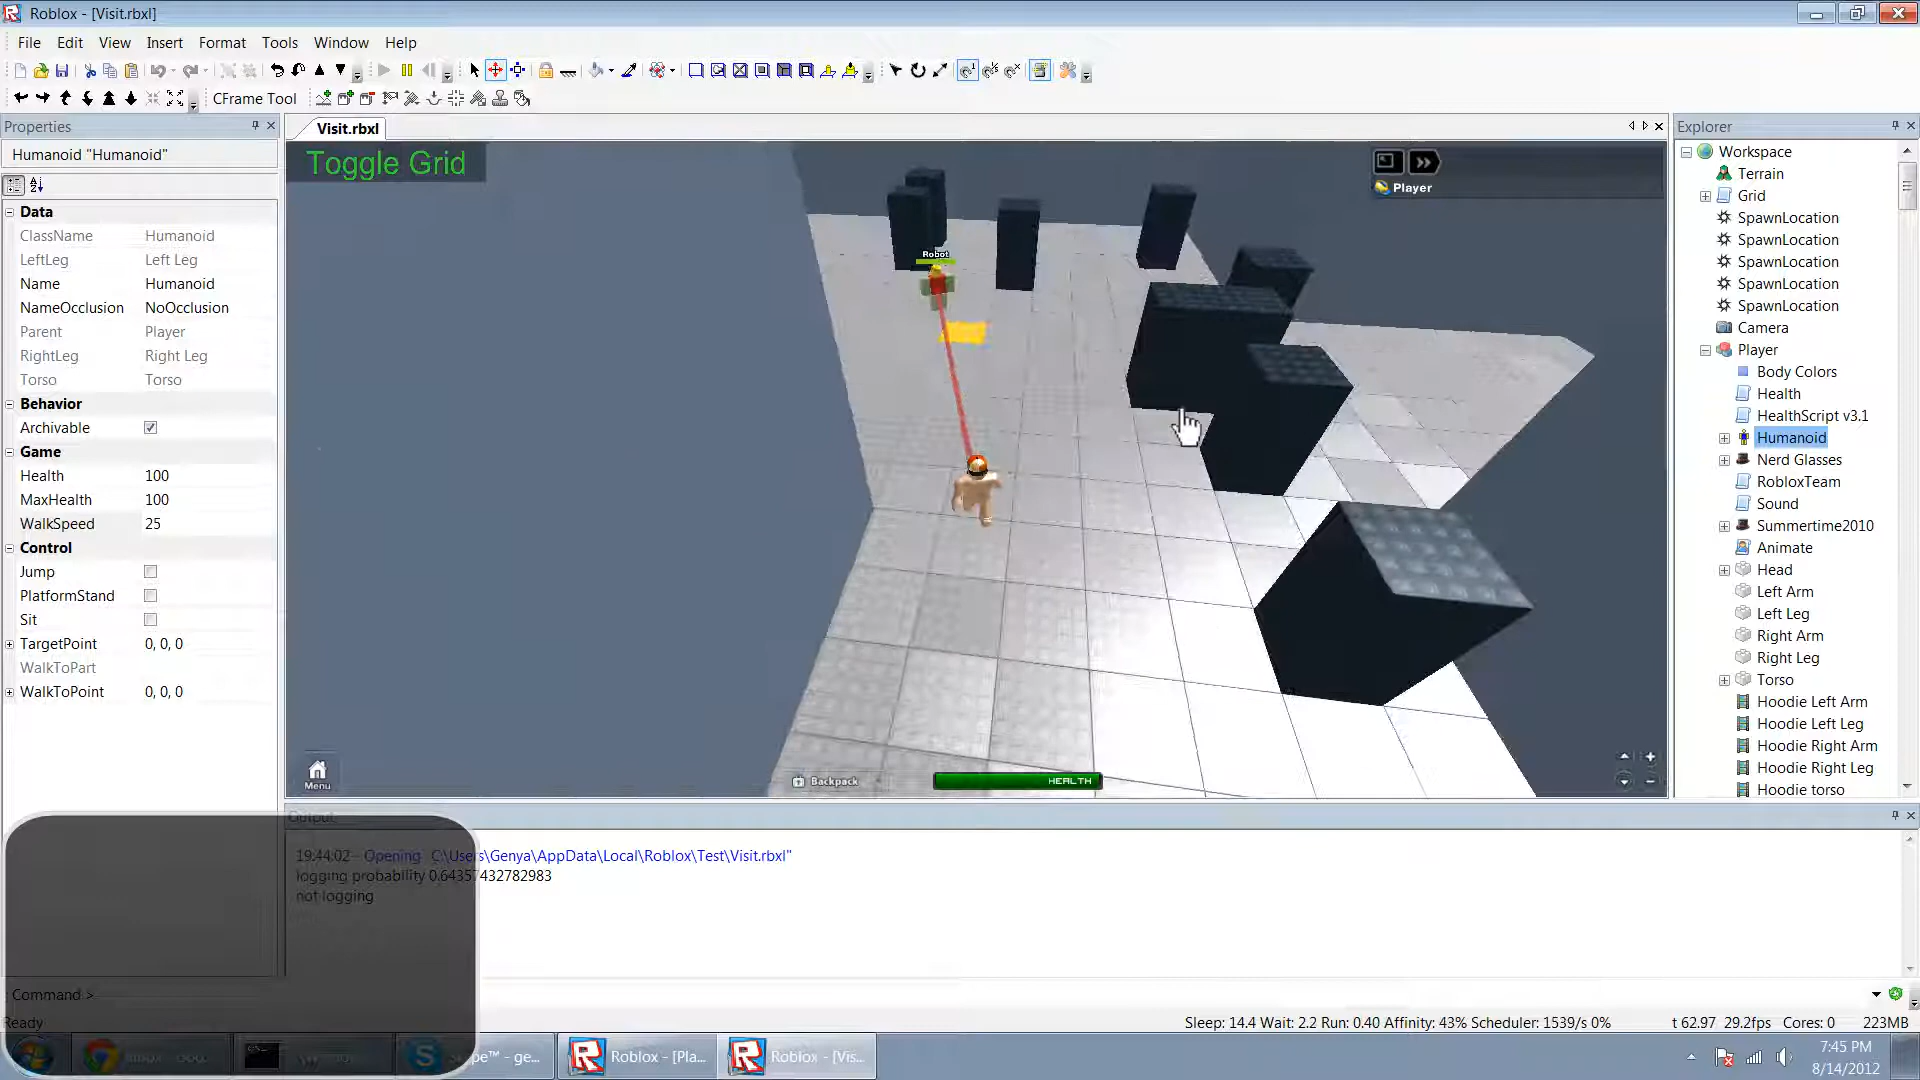 Roblox - [Visit.rbxl]
File Edit View Insert Format Tools Window Help
CFrame Tool
Properties
Humanoid "Humanoid"
Data
ClassName Humanoid
LeftLeg Left Leg
Name Humanoid
NameOcclusion NoOcclusion
Parent Player
RightLeg Right Leg
Torso Torso
Behavior
Archivable
Game
Health 100
MaxHealth 100
WalkSpeed 25
Control
Jump
PlatformStand
Sit
TargetPoint 0, 0, 0
WalkToPart
WalkToPoint 0, 0, 0
Visit.rbxl
Toggle Grid
Player
Robot
Menu
Backpack
HEALTH
Explorer
Workspace
Terrain
Grid
SpawnLocation
SpawnLocation
SpawnLocation
SpawnLocation
SpawnLocation
Camera
Player
Body Colors
Health
HealthScript v3.1
Humanoid
Nerd Glasses
RobloxTeam
Sound
Summertime2010
Animate
Head
Left Arm
Left Leg
Right Arm
Right Leg
Torso
Hoodie Left Arm
Hoodie Left Leg
Hoodie Right Arm
Hoodie Right Leg
Hoodie torso
Output
19:44:02 - Opening C:\Users\Genya\AppData\Local\Roblox\Test\Visit.rbxl"
logging probability 0.64357432782983
not logging
Command >
Ready
Sleep: 14.4 Wait: 2.2 Run: 0.40 Affinity: 43% Scheduler: 1539/s 0% t 62.97 29.2fps Cores: 0 223MB
ge...
Roblox - [Pla...
Roblox - [Vis...
7:45 PM
8/14/2012